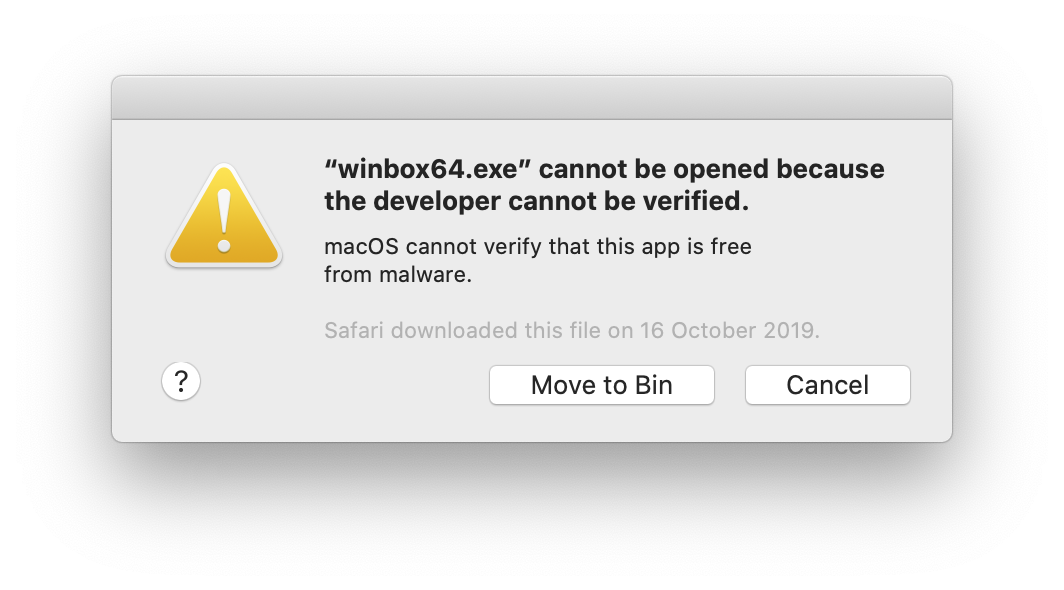 “winbox64.exe” cannot be opened because
the developer cannot be verified.
macOS cannot verify that this app is free
from malware.
Safari downloaded this file on 16 October 2019.
?
Move to Bin
Cancel